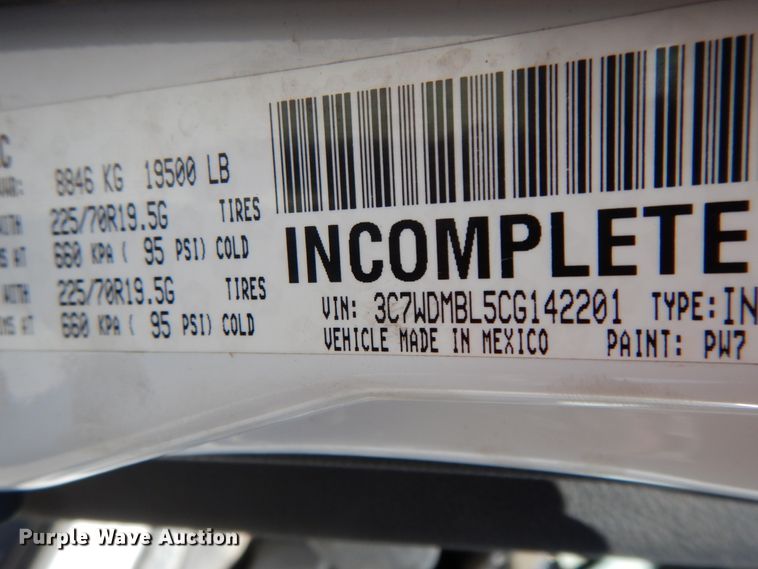 8846 KG 19500 LB
225/70R19.5G TIRES
660 KPA ( 95 PSI) COLD
225/70R19.5G TIRES
660 KPA ( 95 PSI) COLD
INCOMPLETE
VIN: 3C7WDMBL5CG142201 TYPE:IN
VEHICLE MADE IN MEXICO PAINT: PW7
Purple Wave Auction